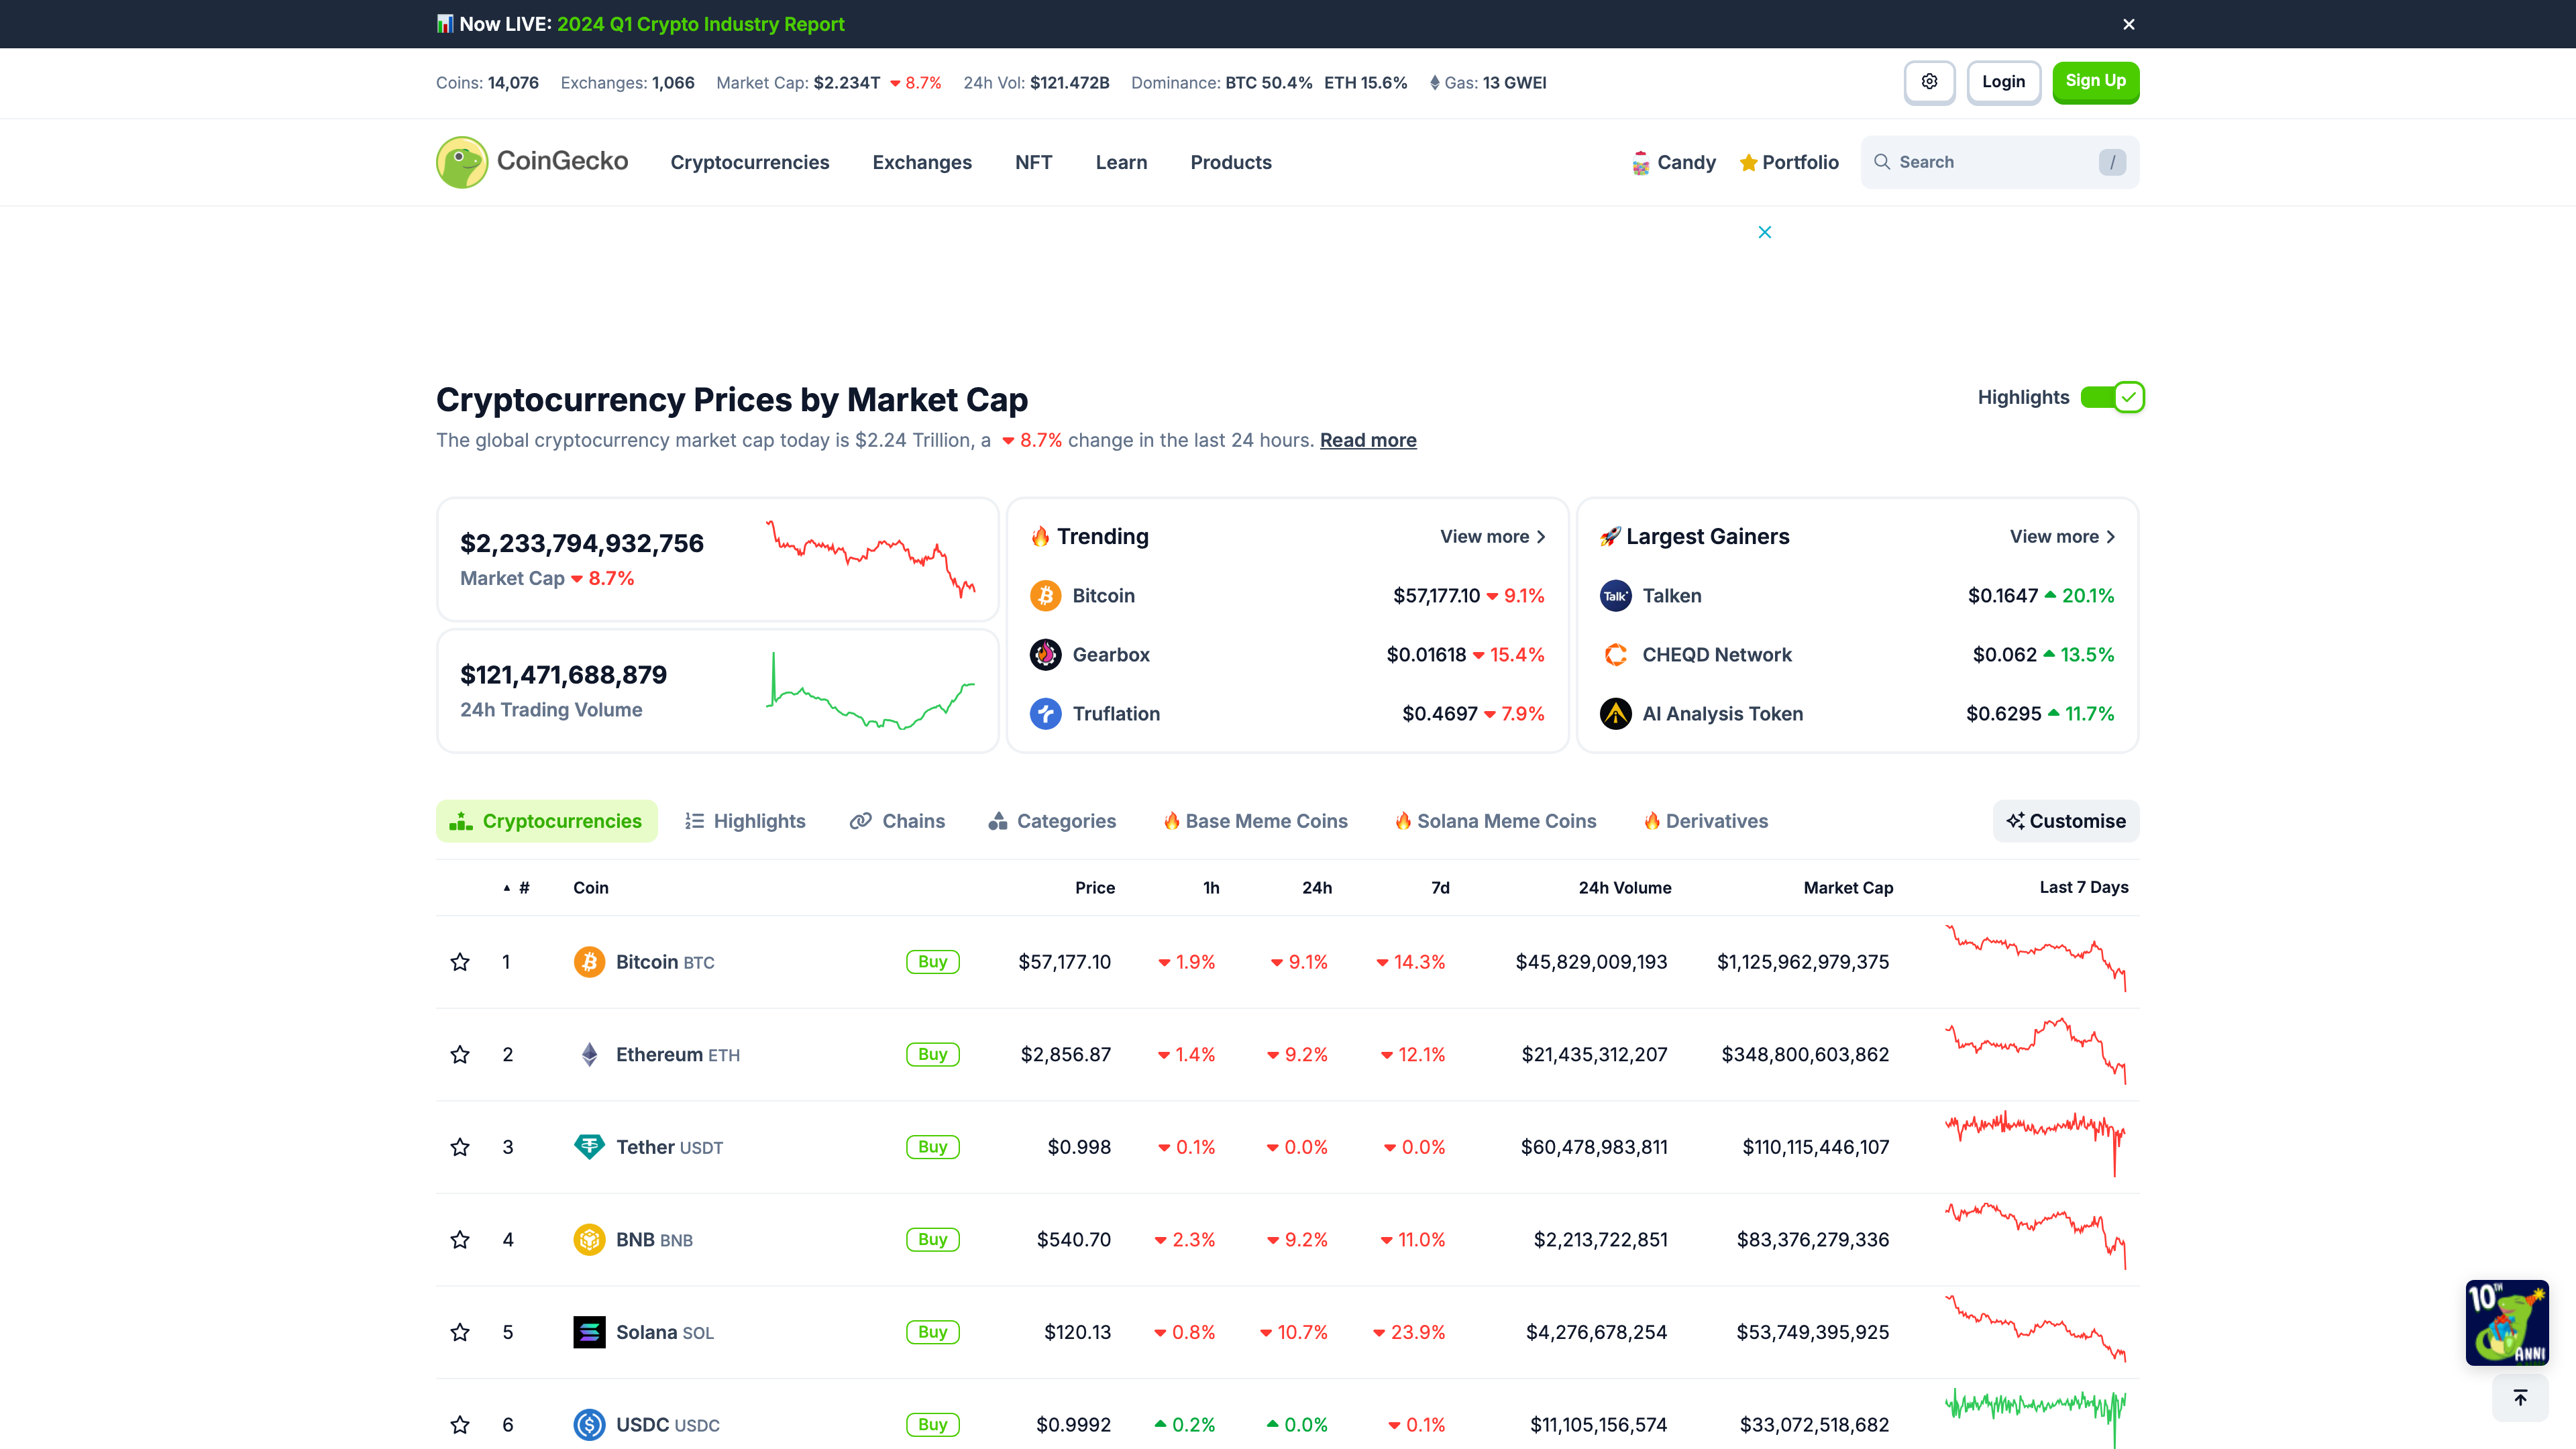 Now LIVE: 2024 Q1 Crypto Industry Report
Coins: 14,076 Exchanges: 1,066 Market Cap: $2.234T 8.7% 24h Vol: $121.472B Dominance: BTC 50.4% ETH 15.6% Gas: 13 GWEI Login Sign Up
CoinGecko Cryptocurrencies Exchanges NFT Learn Products Candy Portfolio Search /
Cryptocurrency Prices by Market Cap Highlights
The global cryptocurrency market cap today is $2.24 Trillion, a 8.7% change in the last 24 hours. Read more
$2,233,794,932,756
Market Cap 8.7%
$121,471,688,879
24h Trading Volume
Trending View more
Bitcoin $57,177.10 9.1%
Gearbox $0.01618 15.4%
Truflation $0.4697 7.9%
Largest Gainers View more
Talk+ Talken $0.1647 20.1%
CHEQD Network $0.062 13.5%
AI Analysis Token $0.6295 11.7%
Cryptocurrencies Highlights Chains Categories Base Meme Coins Solana Meme Coins Derivatives Customise
# Coin Price 1h 24h 7d 24h Volume Market Cap Last 7 Days
1 Bitcoin BTC Buy $57,177.10 1.9% 9.1% 14.3% $45,829,009,193 $1,125,962,979,375
2 Ethereum ETH Buy $2,856.87 1.4% 9.2% 12.1% $21,435,312,207 $348,800,603,862
3 Tether USDT Buy $0.998 0.1% 0.0% 0.0% $60,478,983,811 $110,115,446,107
4 BNB BNB Buy $540.70 2.3% 9.2% 11.0% $2,213,722,851 $83,376,279,336
5 Solana SOL Buy $120.13 0.8% 10.7% 23.9% $4,276,678,254 $53,749,395,925
6 USDC USDC Buy $0.9992 0.2% 0.0% 0.1% $11,105,156,574 $33,072,518,682
10TH
ANNI